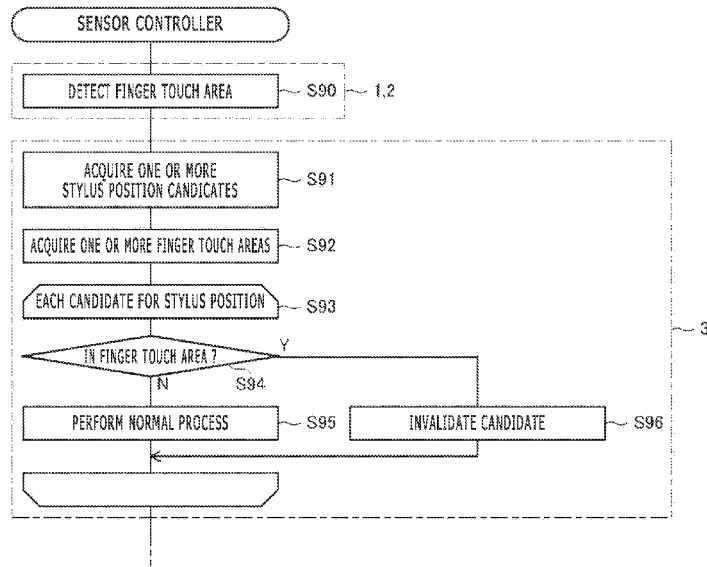 SENSOR CONTROLLER
DETECT FINGER TOUCH AREA
S90
1,2
ACQUIRE ONE OR MORE
STYLUS POSITION CANDICATES
S91
ACQUIRE ONE OR MORE FINGER TOUCH AREAS
S92
EACH CANDIDATE FOR STYLUS POSITION
S93
3
IN FINGER TOUCH AREA ?
Y
S94
N
PERFORM NORMAL PROCESS
S95
INVALIDATE CANDIDATE
S96